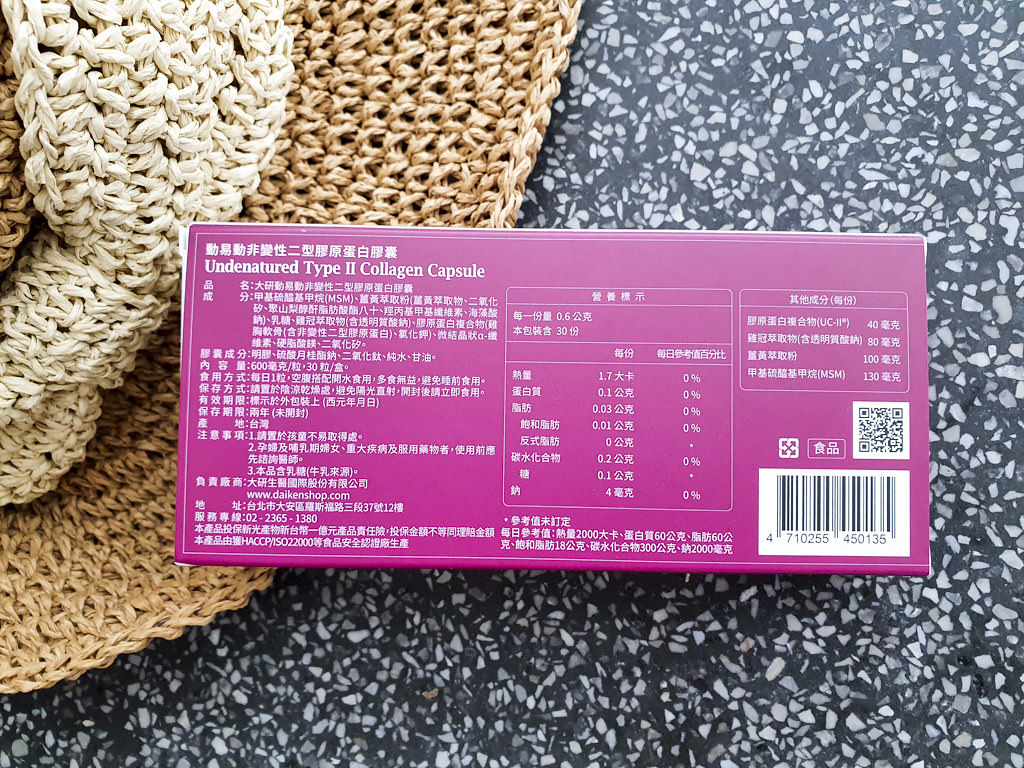 動易動非變性二型膠原蛋白膠囊
Undenatured Type II Collagen Capsule
品　　名:大研動易動非變性二型膠原蛋白膠囊
成　　分:甲基硫醯基甲烷(MSM)、薑黃萃取粉(薑黃萃取物、二氧化
矽、聚山梨醇酐脂肪酸酯八十、羥丙基甲基纖維素、海藻酸
鈉)、乳糖、雞冠萃取物(含透明質酸鈉)、膠原蛋白複合物(雞
胸軟骨(含非變性二型膠原蛋白)、氯化鉀)、微結晶狀α-纖
維素、硬脂酸鎂、二氧化矽。
膠囊成分:明膠、硫酸月桂酯鈉、二氧化鈦、純水、甘油。
內 容 量:600毫克/粒,30粒/盒。
食用方式:每日1粒,空腹搭配開水食用,多食無益,避免睡前食用。
保存方式:請置於陰涼乾燥處,避免陽光直射,開封後請立即食用。
有效期限:標示於外包裝上 (西元年月日)
保存期限:兩年 (未開封)
產　　地:台灣
注意事項:1.請置於孩童不易取得處。
2.孕婦及哺乳期婦女、重大疾病及服用藥物者,使用前應
先諮詢醫師。
3.本品含乳糖(牛乳來源)。
負責廠商:大研生醫國際股份有限公司
www.daikenshop.com
地　　址:台北市大安區羅斯福路三段37號12樓
服務專線:02-2365-1380
本產品投保新光產物新台幣一億元產品責任險,投保金額不等同理賠金額
本產品由獲HACCP/ISO22000等食品安全認證廠生產
營養標示
每一份量 0.6 公克
本包裝含 30 份
每份 每日參考值百分比
熱量 1.7 大卡 0 %
蛋白質 0.1 公克 0 %
脂肪 0.03 公克 0 %
飽和脂肪 0.01 公克 0 %
反式脂肪 0 公克 *
碳水化合物 0.2 公克 0 %
糖 0.1 公克 *
鈉 4 毫克 0 %
* 參考值未訂定
每日參考值:熱量2000大卡、蛋白質60公克、脂肪60公
克、飽和脂肪18公克、碳水化合物300公克、鈉2000毫克
其他成分 (每份)
膠原蛋白複合物(UC-II®) 40 毫克
雞冠萃取物(含透明質酸鈉) 80 毫克
薑黃萃取粉 100 毫克
甲基硫醯基甲烷(MSM) 130 毫克
食品
4 710255 450135